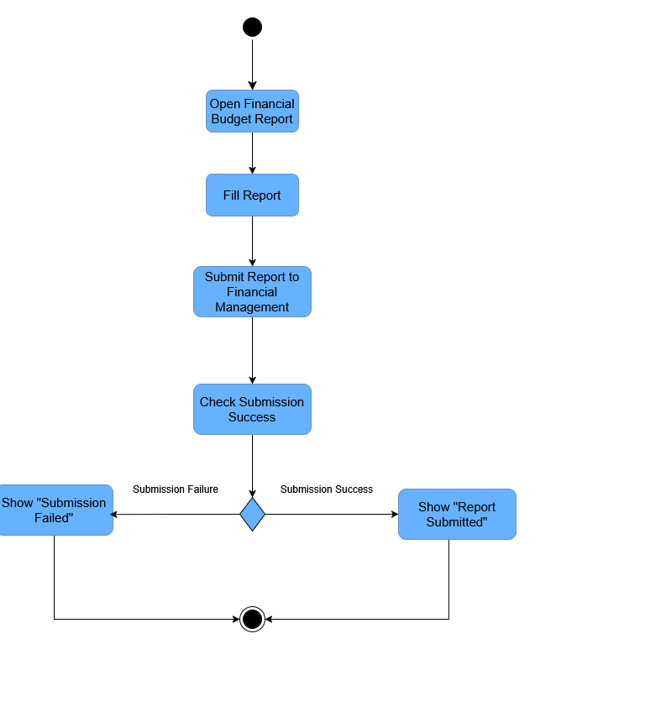 Open Financial
Budget Report
Fill Report
Submit Report to
Financial
Management
Check Submission
Success
Submission Failure
Submission Success
Show "Submission
Failed"
Show "Report
Submitted"